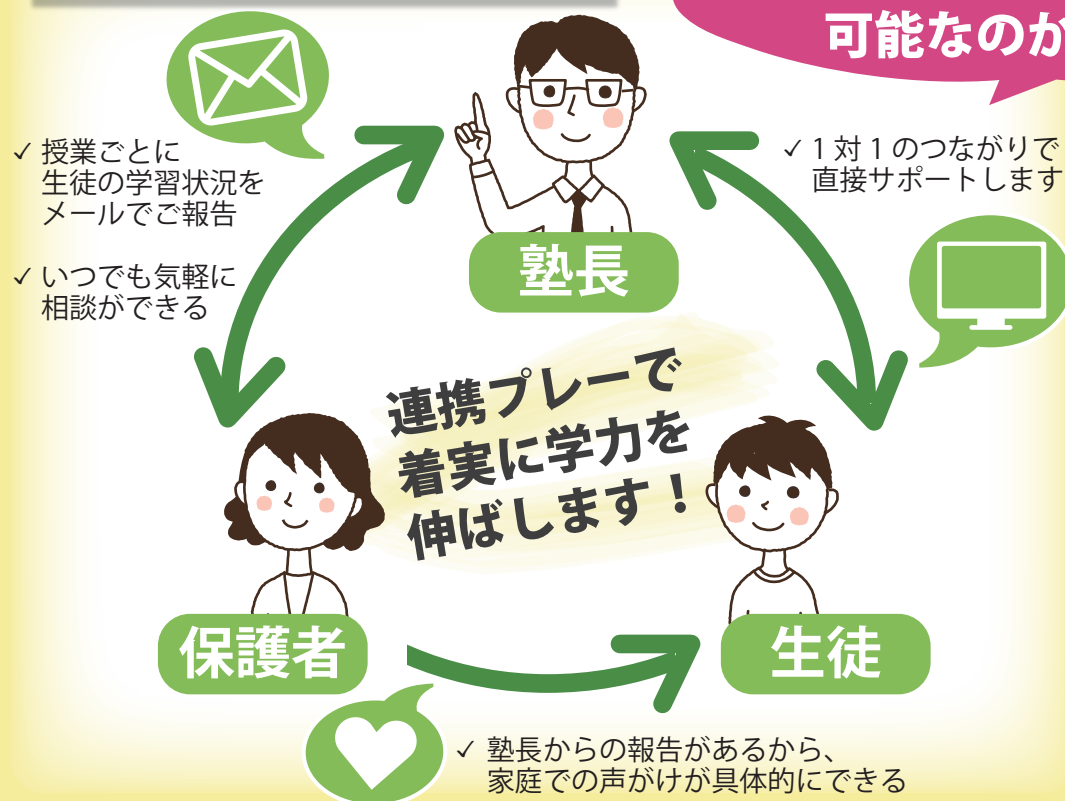 可能なのか
✓ 授業ごとに
生徒の学習状況を
メールでご報告
✓ いつでも気軽に
相談ができる
✓ 1対1のつながりで
直接サポートします
塾長
連携プレーで
着実に学力を
伸ばします！
保護者
生徒
✓ 塾長からの報告があるから、
家庭での声がけが具体的にできる